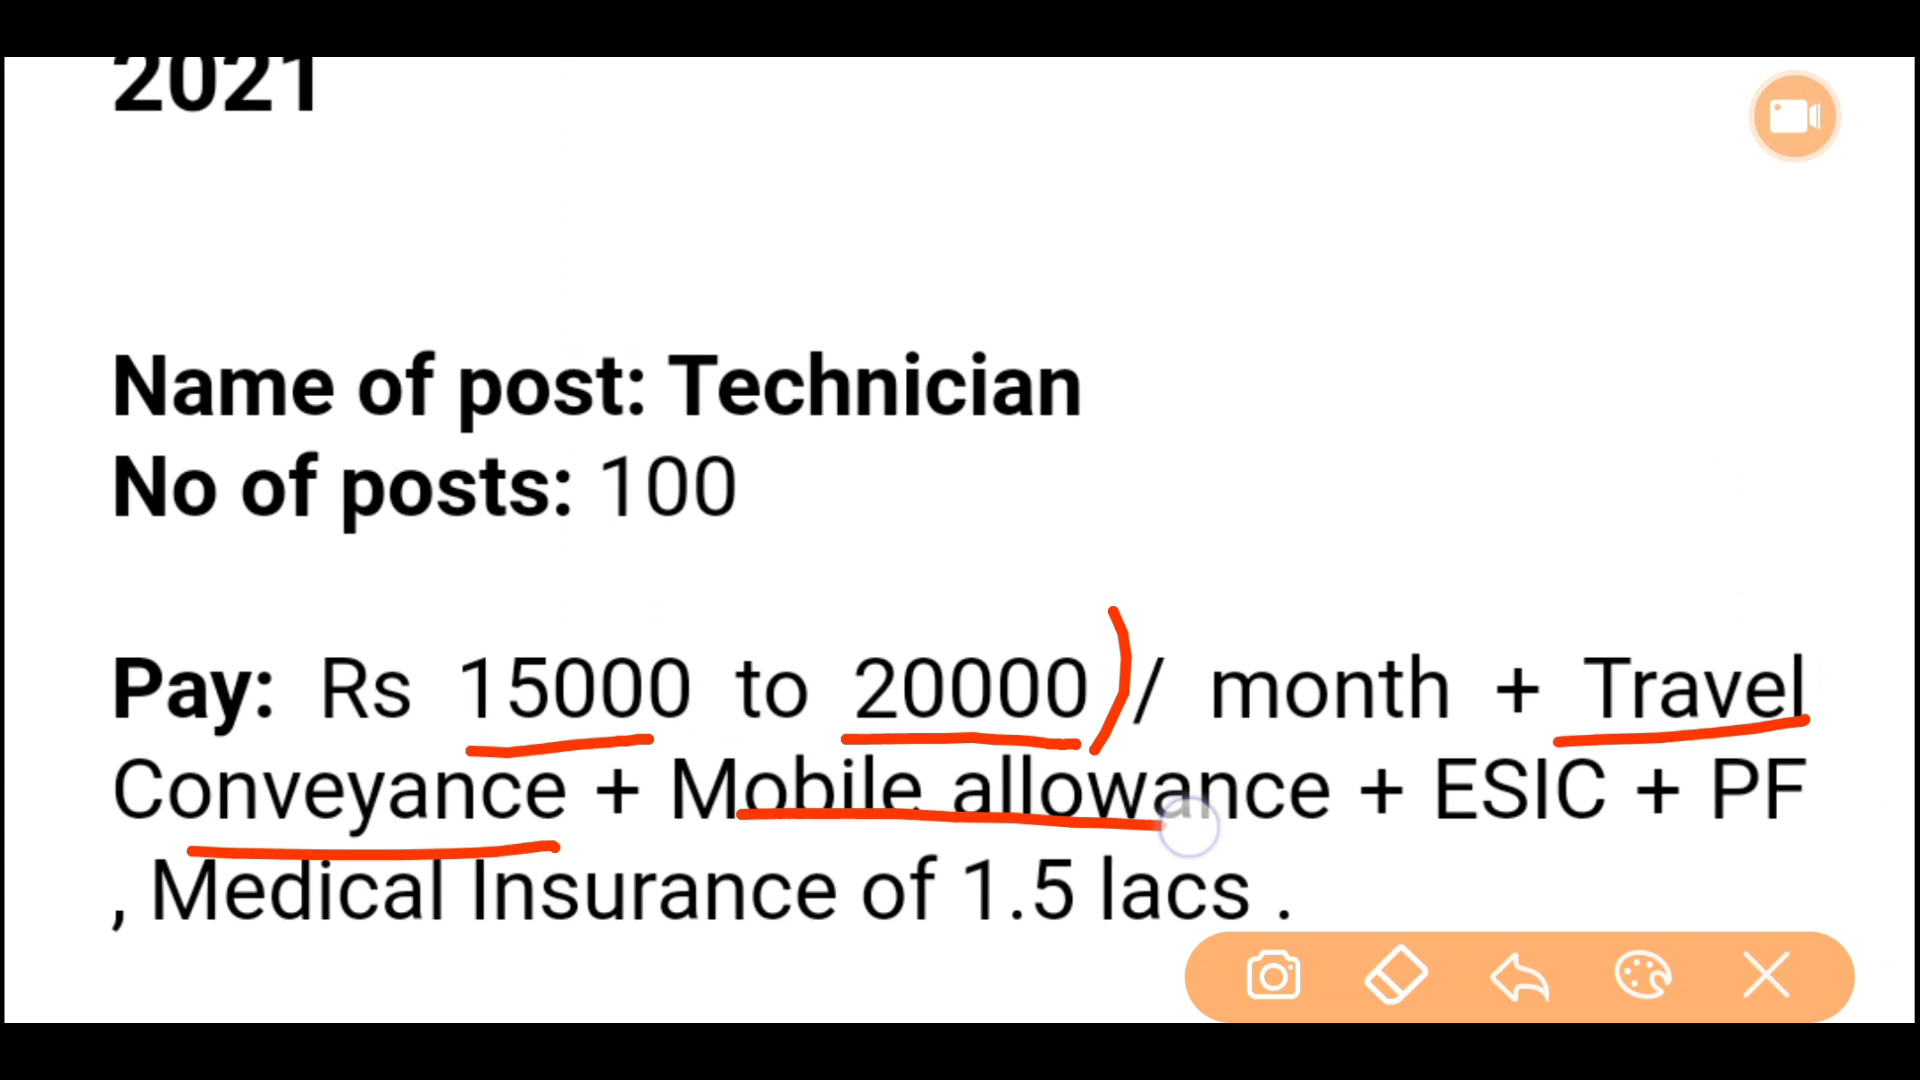 2021
Name of post: Technician
No of posts: 100
Pay: Rs 15000 to 20000 / month + Travel
Conveyance + Mobile allowance + ESIC + PF
, Medical Insurance of 1.5 lacs .